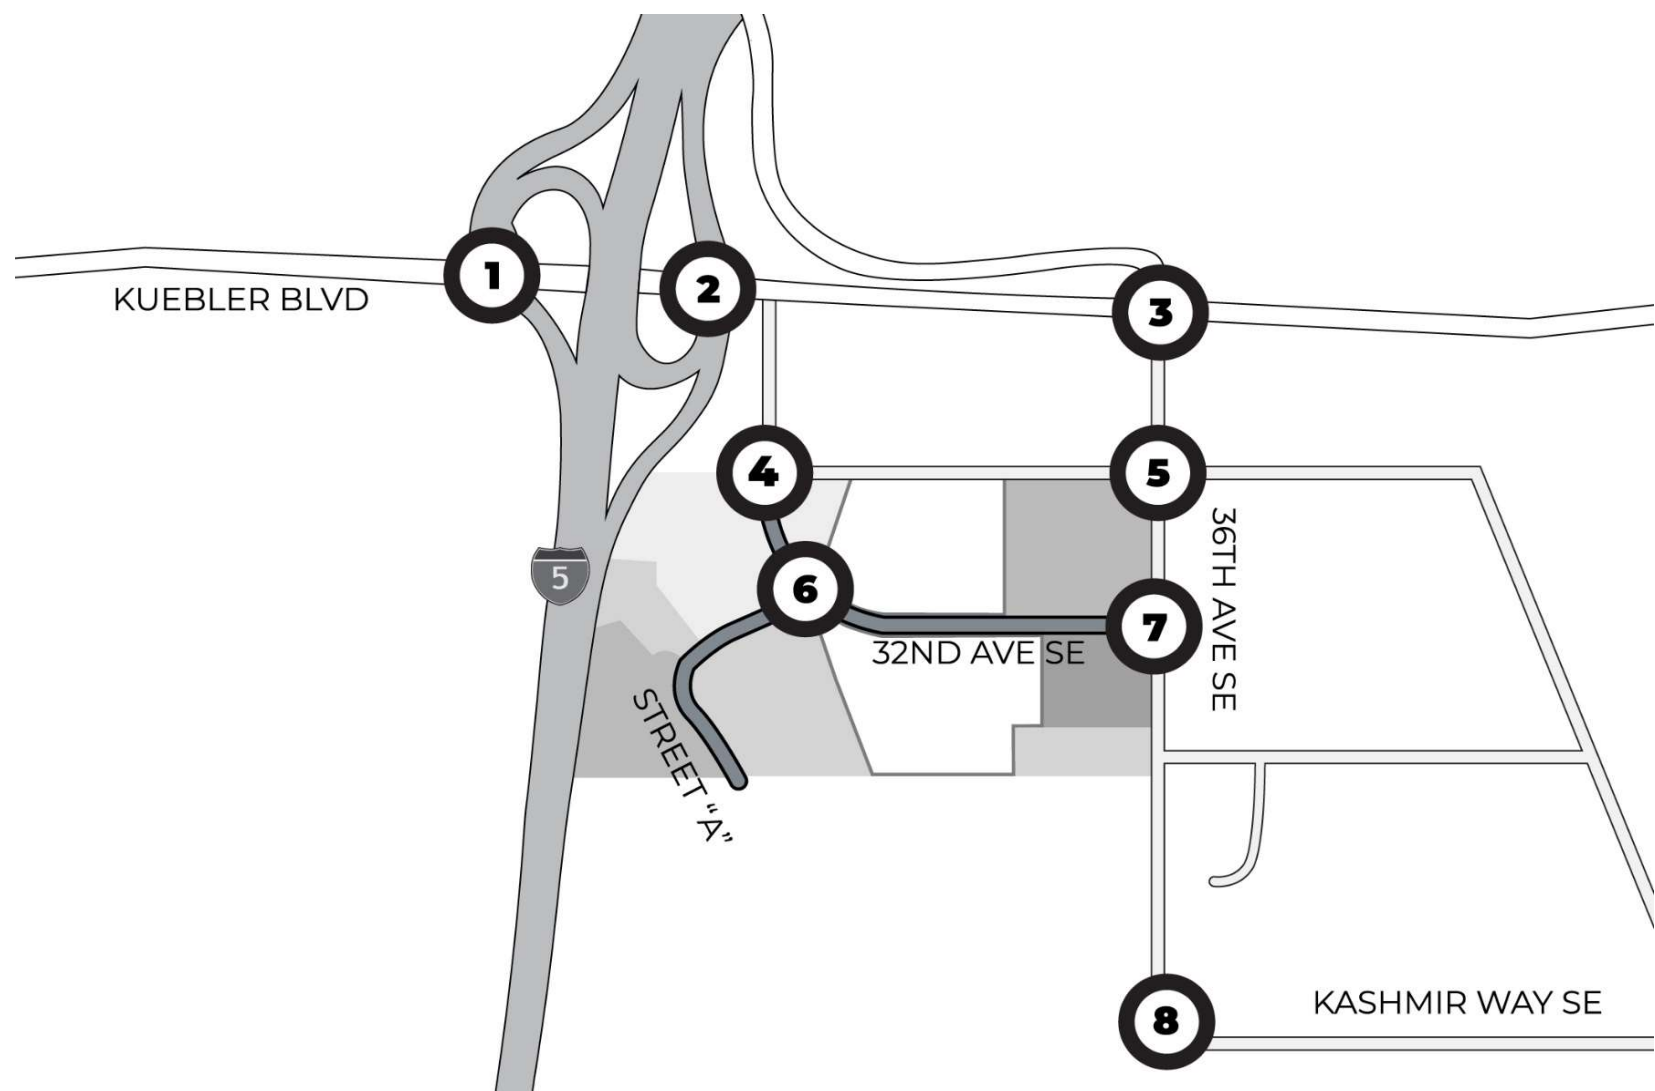 1
2
KUEBLER BLVD
3
4
5
36TH AVE SE
5
6
7
32ND AVE SE
STREET “A”
KASHMIR WAY SE
8